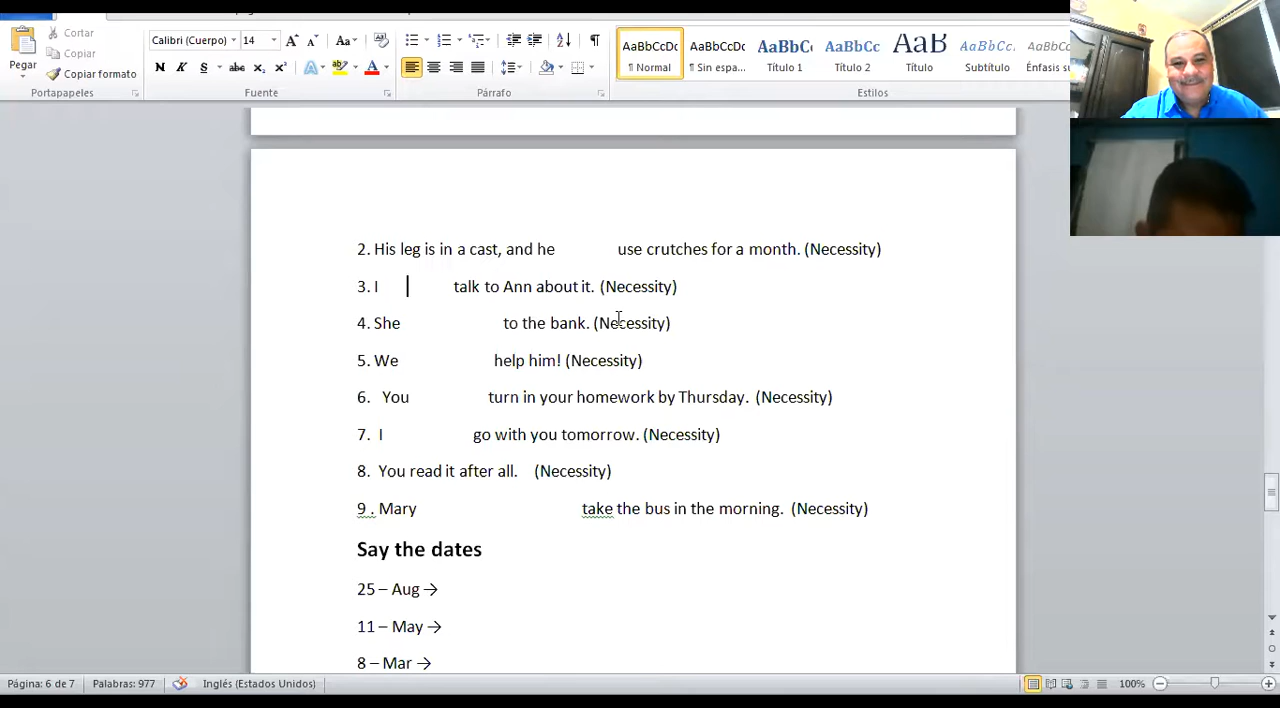 Cortar
Copiar
Copiar formato
Pegar
Portapapeles
Calibri (Cuerpo) 14
Aa
N K S abc x₂ x²
A A
Fuente
Párrafo
AaBbCcDc AaBbCcDc AaBbC AaBbCc AaB AaBbCc AaBbCc
¶ Normal ¶ Sin espa... Título 1 Título 2 Título Subtítulo Énfasis s
Estilos
2. His leg is in a cast, and he use crutches for a month. (Necessity)
3. I talk to Ann about it. (Necessity)
4. She to the bank. (Necessity)
5. We help him! (Necessity)
6. You turn in your homework by Thursday. (Necessity)
7. I go with you tomorrow. (Necessity)
8. You read it after all. (Necessity)
9 . Mary take the bus in the morning. (Necessity)
Say the dates
25 – Aug →
11 – May →
8 – Mar →
Página: 6 de 7 Palabras: 977 Inglés (Estados Unidos) 100%